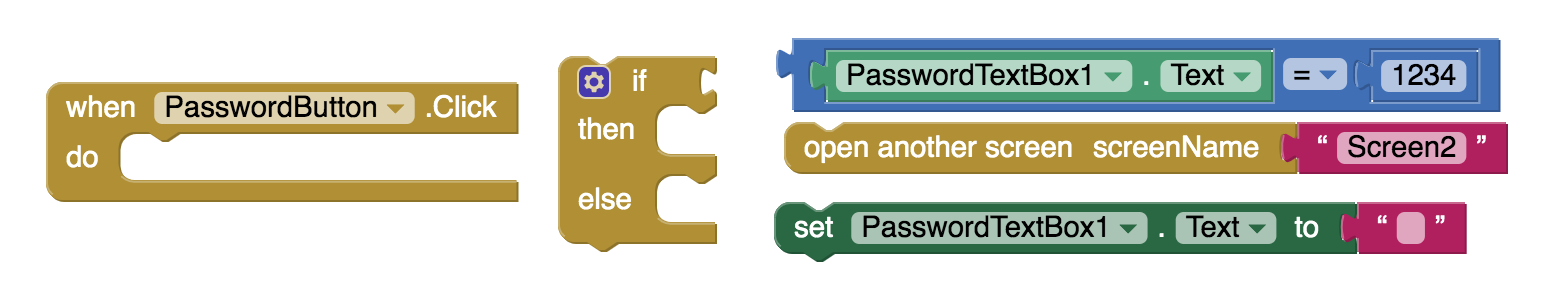 when PasswordButton .Click
do
if
then
else
PasswordTextBox1 . Text = 1234
open another screen screenName “ Screen2 ”
set PasswordTextBox1 . Text to “ ”